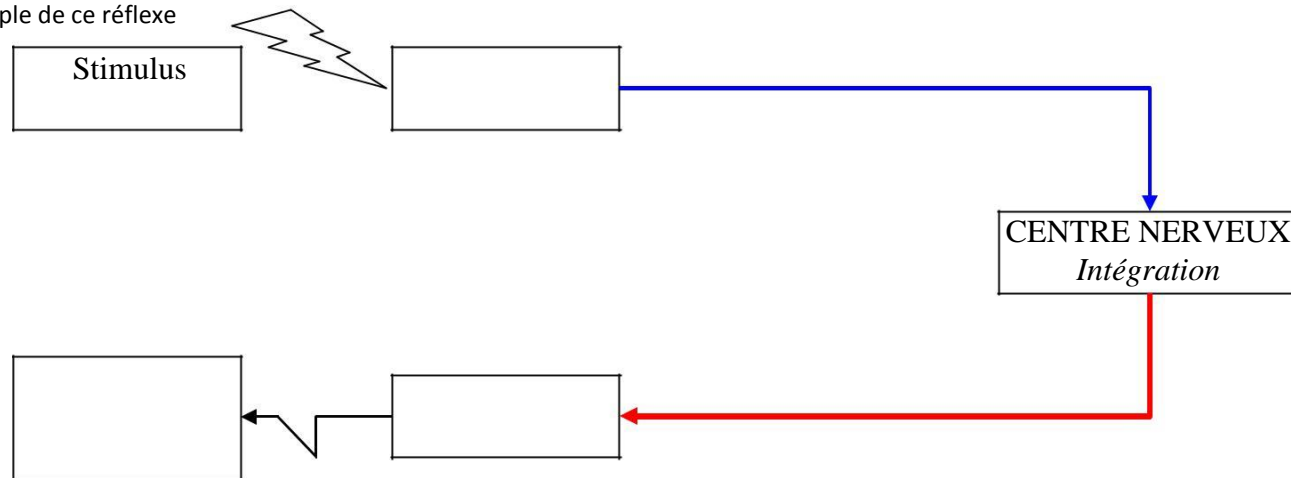 ple de ce réflexe
Stimulus
CENTRE NERVEUX
Intégration